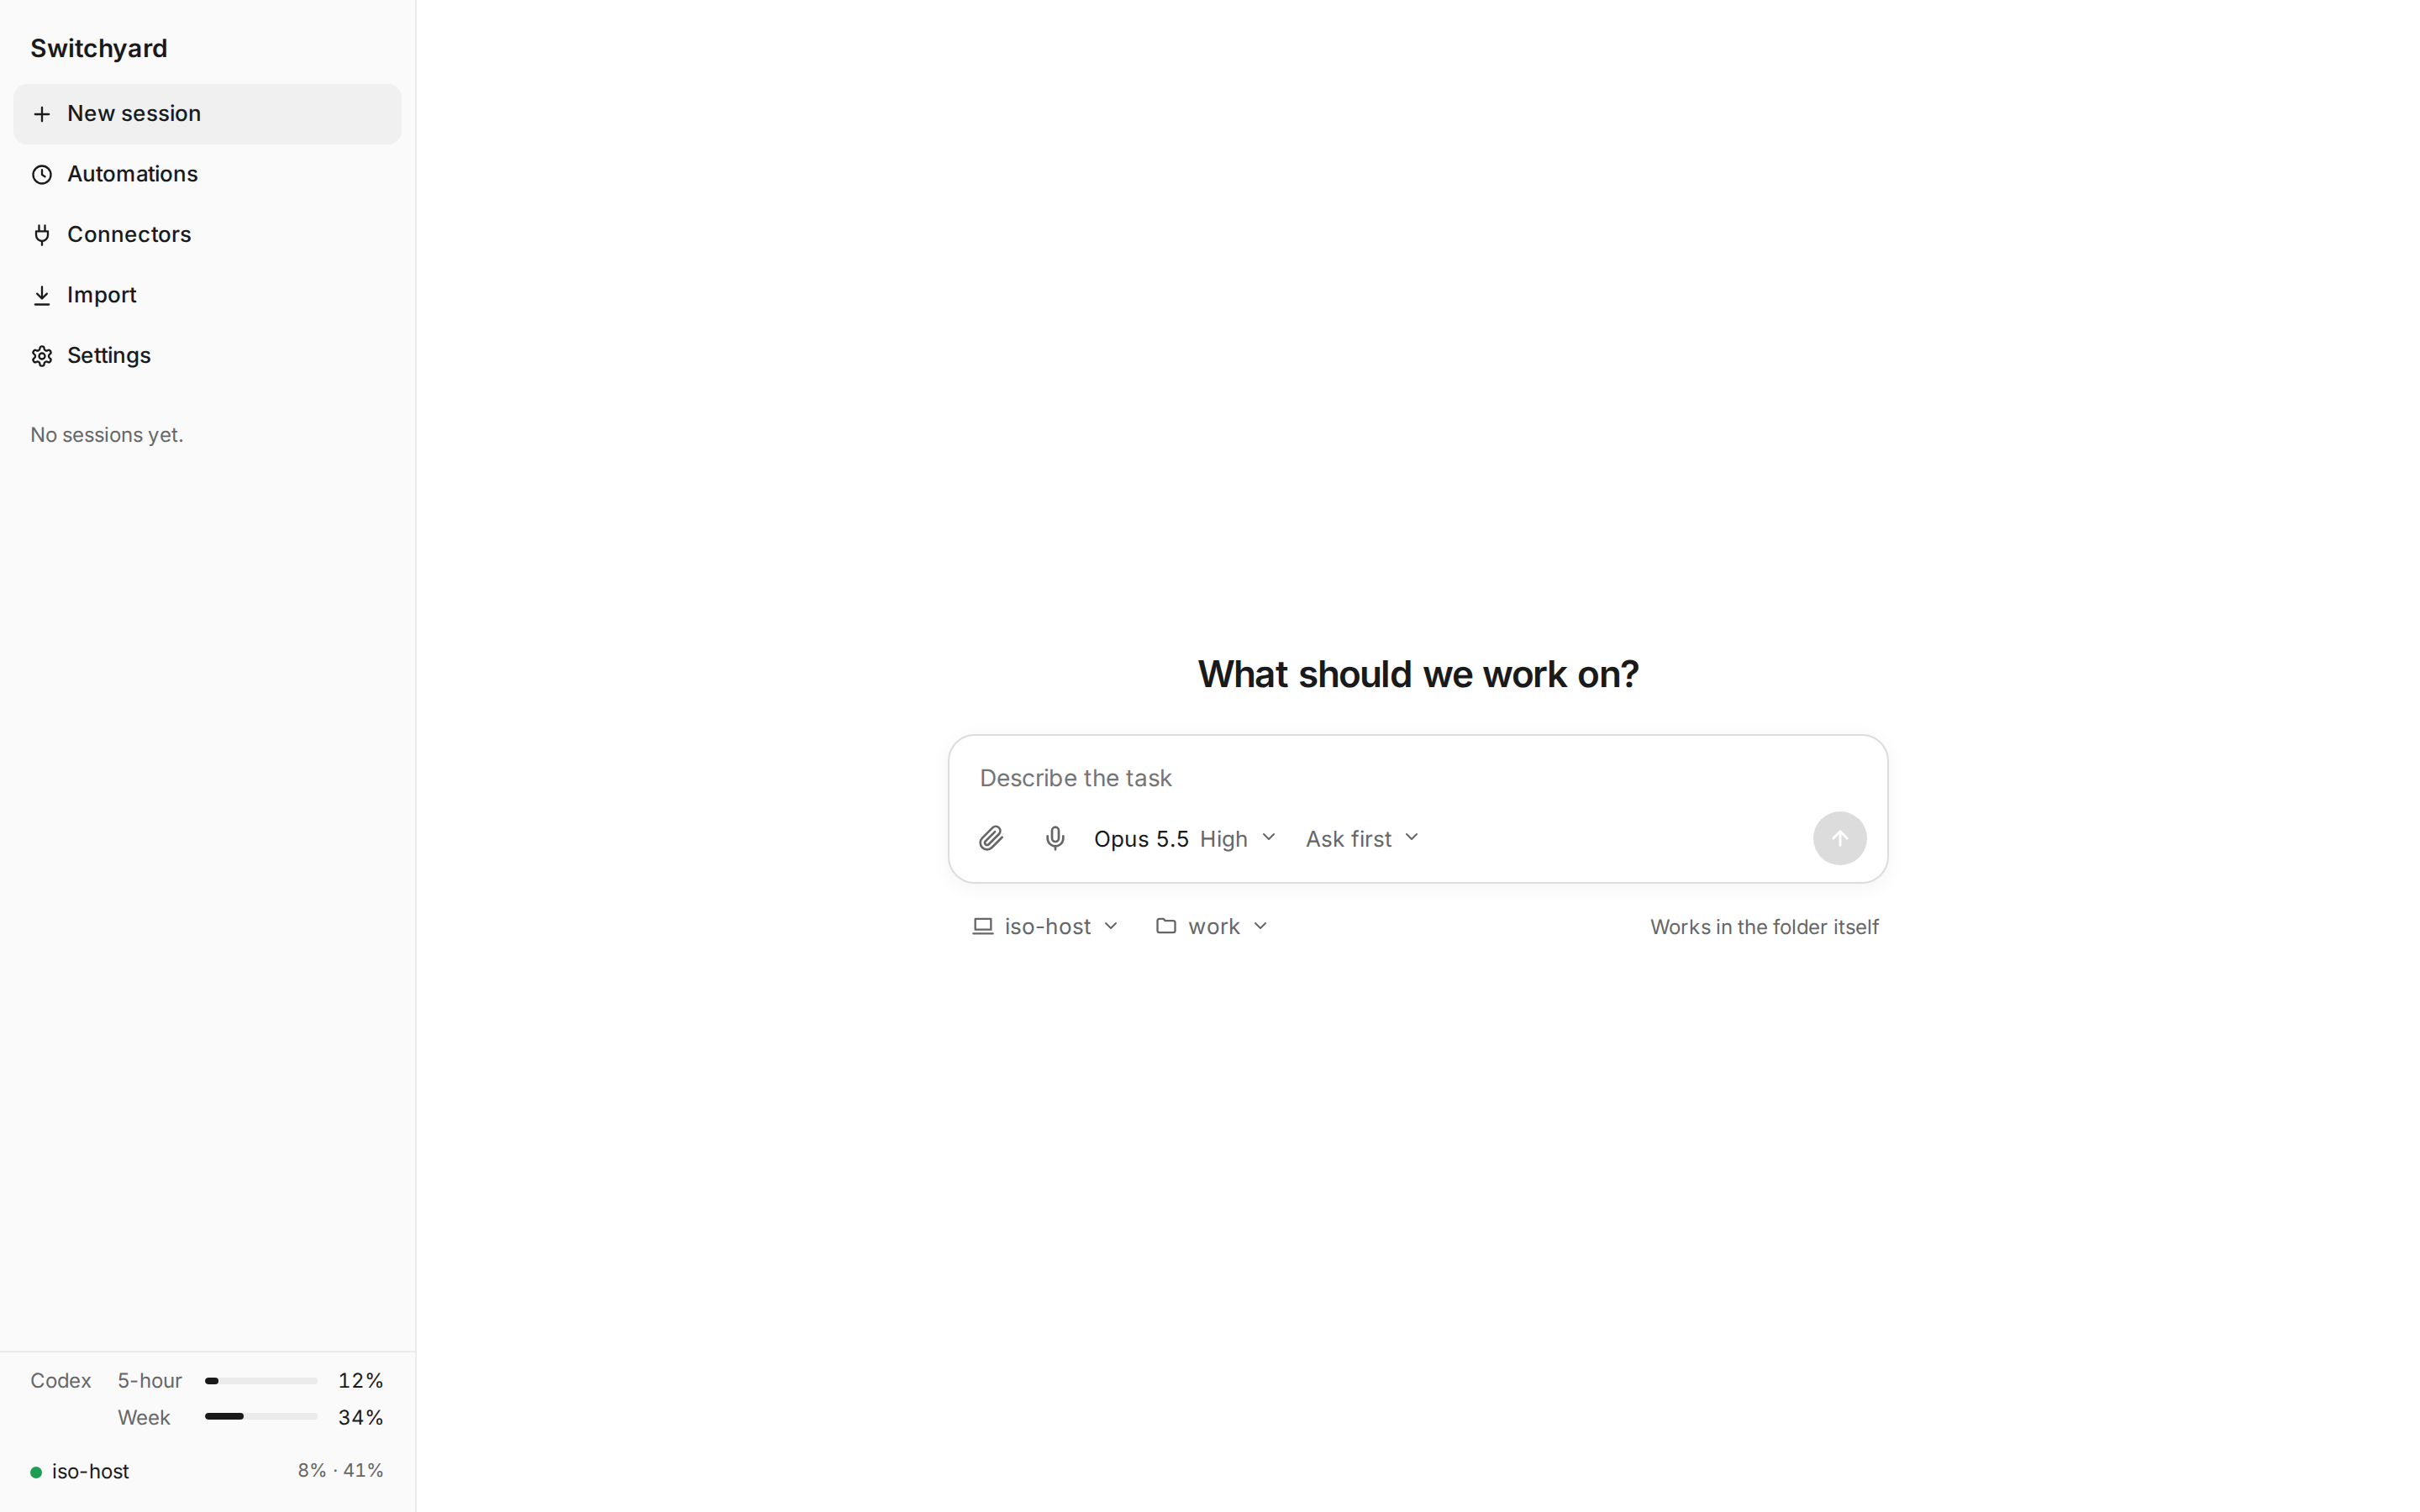 Switchyard
New session
Automations
Connectors
Import
Settings
No sessions yet.
What should we work on?
Describe the task
Opus 5.5 High Ask first
iso-host work Works in the folder itself
Codex 5-hour 12%
Week 34%
iso-host 8% · 41%